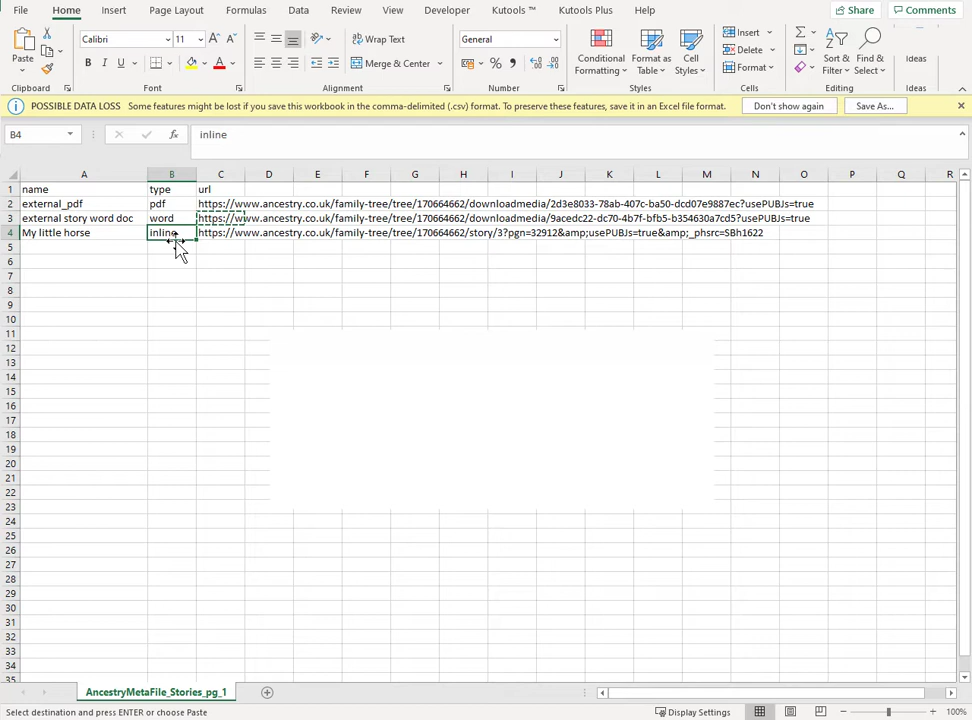 File Home Insert Page Layout Formulas Data Review View Developer Kutools ™ Kutools Plus Help Share Comments
Paste
Calibri 11 A A
B I U A
Wrap Text
Merge & Center
General
% 9
Conditional Formatting
Format as Table
Cell Styles
Insert
Delete
Format
Sort & Filter
Find & Select
Ideas
Clipboard Font Alignment Number Styles Cells Editing Ideas
POSSIBLE DATA LOSS Some features might be lost if you save this workbook in the comma-delimited (.csv) format. To preserve these features, save it in an Excel file format. Don't show again Save As...
B4 fx inline
A B C D E F G H I J K L M N O P Q R
1 name type url
2 external_pdf pdf https://www.ancestry.co.uk/family-tree/tree/170664662/downloadmedia/2d3e8033-78ab-407c-ba50-dcd07e9887ec?usePUBJs=true
3 external story word doc word https://www.ancestry.co.uk/family-tree/tree/170664662/downloadmedia/9acedc22-dc70-4b7f-bfb5-b354630a7cd5?usePUBJs=true
4 My little horse inline https://www.ancestry.co.uk/family-tree/tree/170664662/story/3?pgn=32912&amp;usePUBJs=true&amp;_phsrc=SBh1622
5
6
7
8
9
10
11
12
13
14
15
16
17
18
19
20
21
22
23
24
25
26
27
28
29
30
31
32
33
34
35
AncestryMetaFile_Stories_pg_1
Select destination and press ENTER or choose Paste Display Settings 100%